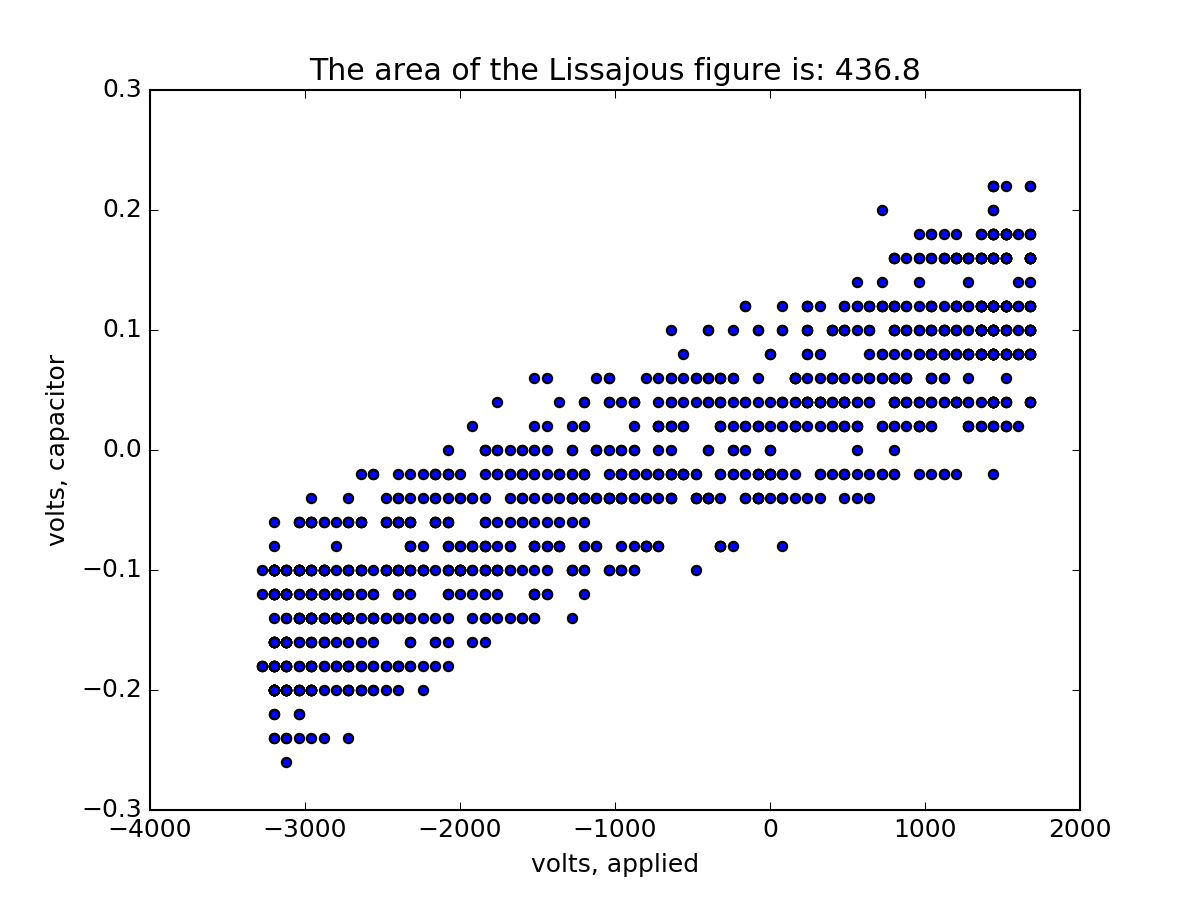 The area of the Lissajous figure is: 436.8
0.3
0.2
0.1
0.0
−0.1
−0.2
−0.3
volts, capacitor
−4000 −3000 −2000 −1000 0 1000 2000
volts, applied